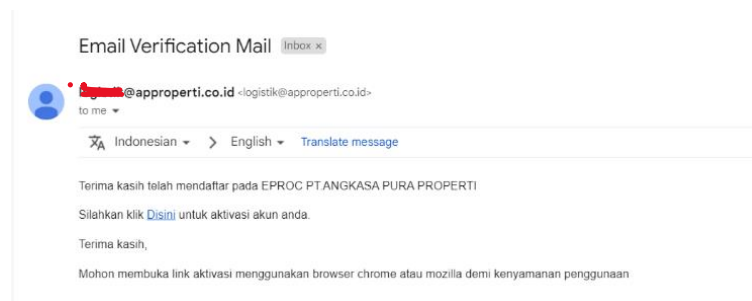 Email Verification Mail Inbox x
@approperti.co.id <logistik@approperti.co.id>
to me
Indonesian > English Translate message
Terima kasih telah mendaftar pada EPROC PT ANGKASA PURA PROPERTI
Silahkan klik Disini untuk aktivasi akun anda.
Terima kasih,
Mohon membuka link aktivasi menggunakan browser chrome atau mozilla demi kenyamanan penggunaan